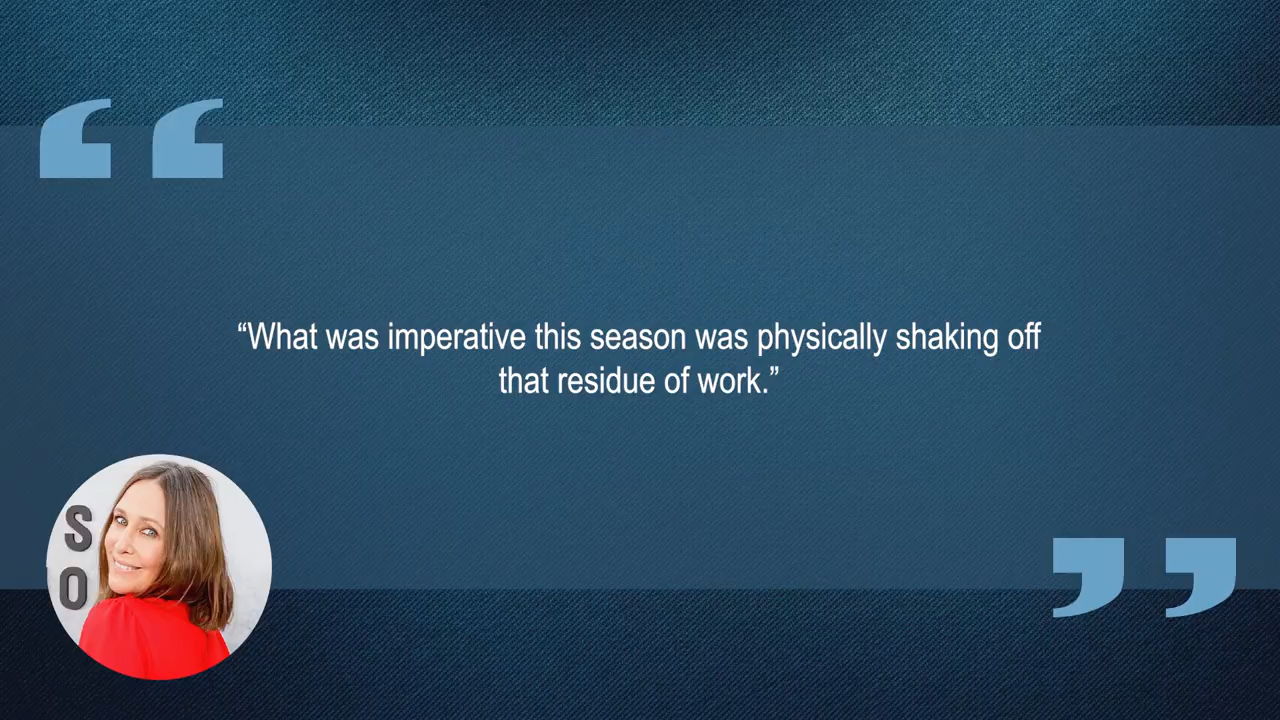 “What was imperative this season was physically shaking off
that residue of work.”
S
O